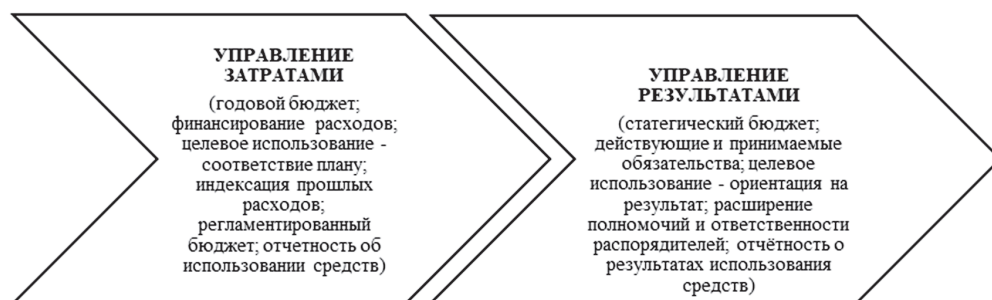 УПРАВЛЕНИЕ
ЗАТРАТАМИ
(годовой бюджет;
финансирование расходов;
целевое использование -
соответствие плану;
индексация прошлых
расходов;
регламентированный
бюджет; отчетность об
использовании средств)
УПРАВЛЕНИЕ
РЕЗУЛЬТАТАМИ
(статегический бюджет;
действующие и принимаемые
обязательства; целевое
использование - ориентация на
результат; расширение
полномочий и ответственности
распорядителей; отчётность о
результатах использования
средств)